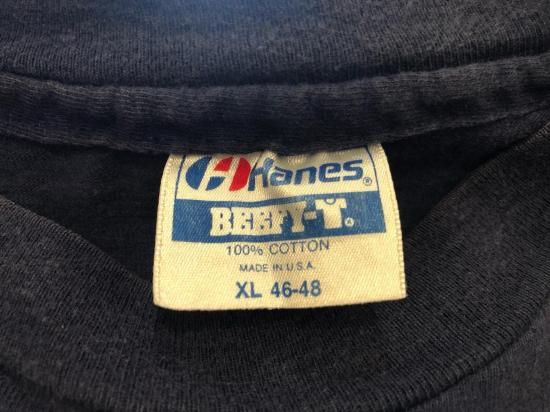 Hanes®
BEEFY-T®
100% COTTON
MADE IN U.S.A.
XL 46-48